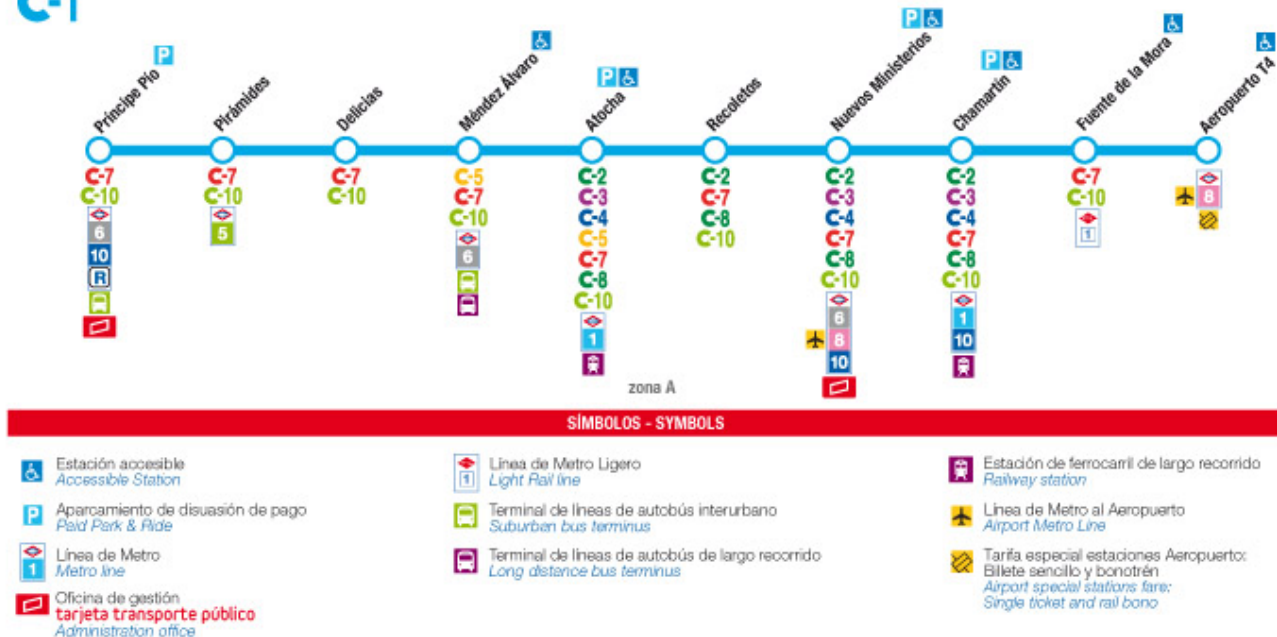 C-1
Príncipe Pío
P
Pirámides
Delicias
Méndez Álvaro
Atocha
P
Recoletos
Nuevos Ministerios
P
Chamartín
P
Fuente de la Mora
Aeropuerto T4
C-7
C-10
6
10
R
C-7
C-10
5
C-7
C-10
C-5
C-7
C-10
6
C-2
C-3
C-4
C-5
C-7
C-8
C-10
1
C-2
C-7
C-8
C-10
C-2
C-3
C-4
C-7
C-8
C-10
6
8
10
C-2
C-3
C-4
C-7
C-8
C-10
1
10
C-7
C-10
1
8
zona A
SÍMBOLOS - SYMBOLS
Estación accesible
Accessible Station
P
Aparcamiento de disuasión de pago
Paid Park & Ride
1
Línea de Metro
Metro line
Oficina de gestión
tarjeta transporte público
Administration office
1
Línea de Metro Ligero
Light Rail line
Terminal de líneas de autobús interurbano
Suburban bus terminus
Terminal de líneas de autobús de largo recorrido
Long distance bus terminus
Estación de ferrocarril de largo recorrido
Railway station
Línea de Metro al Aeropuerto
Airport Metro Line
Tarifa especial estaciones Aeropuerto:
Billete sencillo y bonotrén
Airport special stations fare:
Single ticket and rail bono